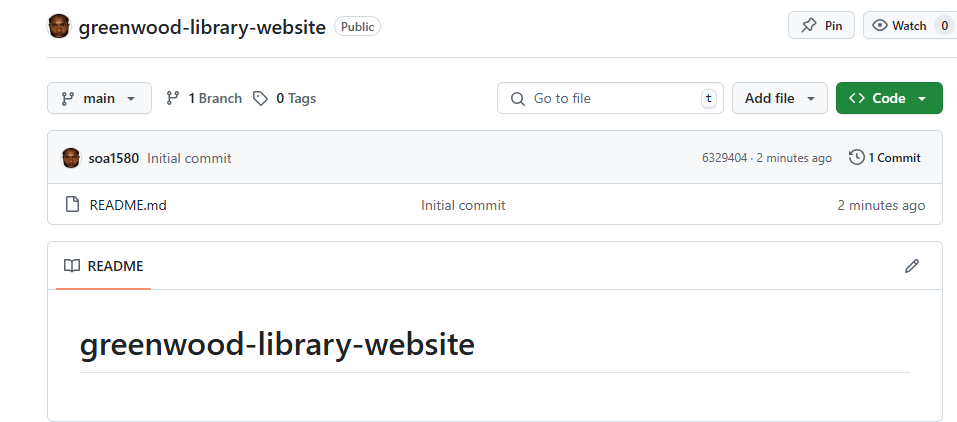 greenwood-library-website Public Pin Watch 0
main 1 Branch 0 Tags Go to file t Add file Code
soa1580 Initial commit 6329404 · 2 minutes ago 1 Commit
README.md Initial commit 2 minutes ago
README
greenwood-library-website